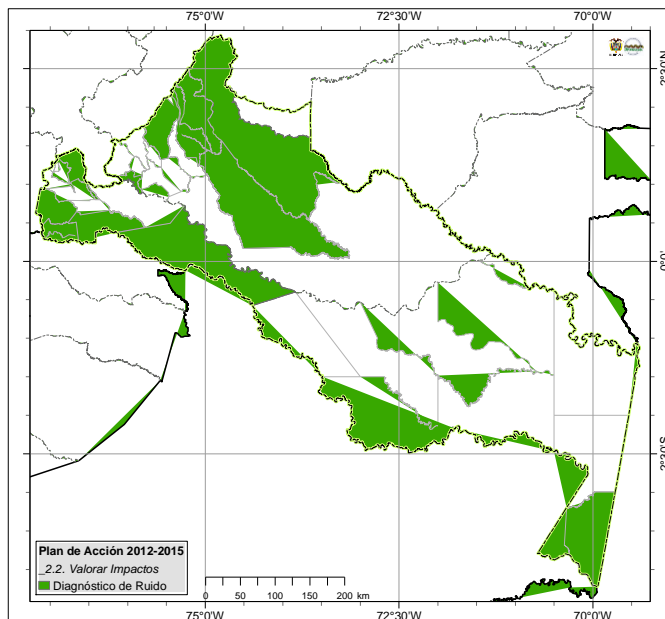 75°0'W 72°30'W 70°0'W
2°30'N
0°0'
2°30'S
Plan de Acción 2012-2015
_2.2. Valorar Impactos
Diagnóstico de Ruido
0 50 100 150 200 km
75°0'W 72°30'W 70°0'W